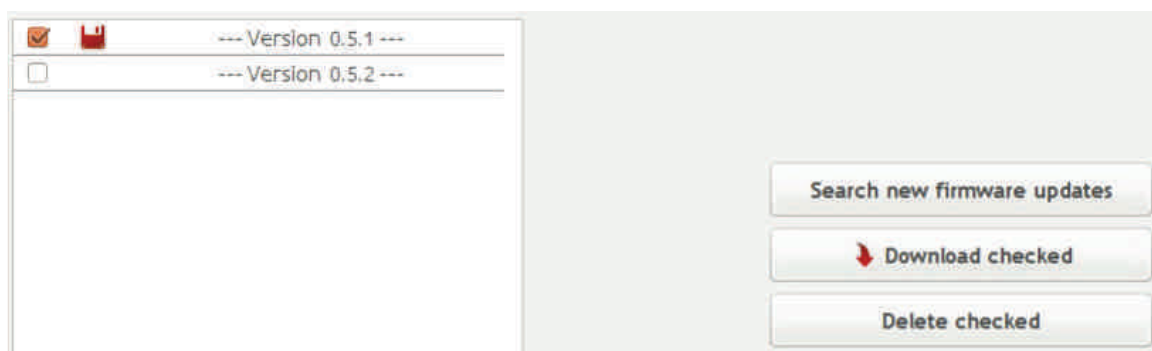 --- Version 0.5.1 ---
--- Version 0.5.2 ---
Search new firmware updates
Download checked
Delete checked